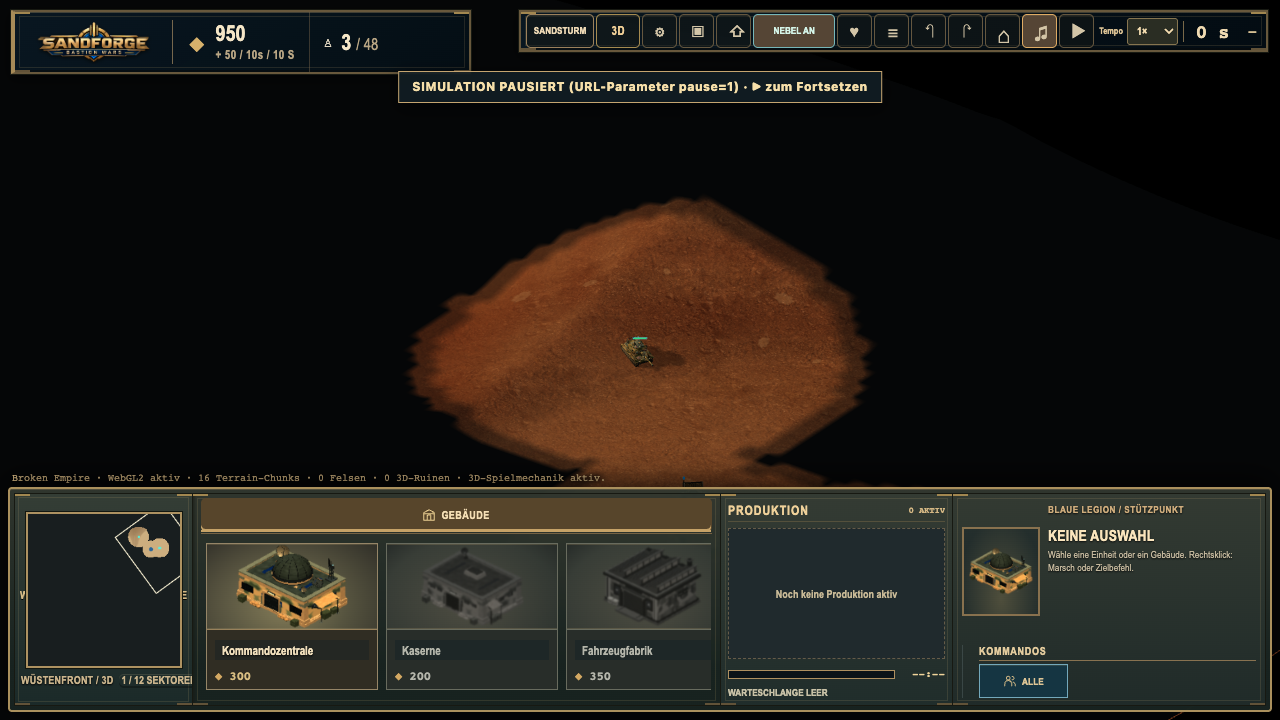 SANDFORGE
BASTION WARS
950
+ 50 / 10s / 10 S
3 / 48
SANDSTURM
3D
NEBEL AN
Tempo
1×
0 s
–
SIMULATION PAUSIERT (URL-Parameter pause=1) · ► zum Fortsetzen
Broken Empire · WebGL2 aktiv · 16 Terrain-Chunks · 0 Felsen · 0 3D-Ruinen · 3D-Spielmechanik aktiv.
WÜSTENFRONT / 3D
1 / 12 SEKTORE
GEBÄUDE
Kommandozentrale
300
Kaserne
200
Fahrzeugfabrik
350
PRODUKTION
0 AKTIV
Noch keine Produktion aktiv
--:--
WARTESCHLANGE LEER
BLAUE LEGION / STÜTZPUNKT
KEINE AUSWAHL
Wähle eine Einheit oder ein Gebäude. Rechtsklick:
Marsch oder Zielbefehl.
KOMMANDOS
ALLE